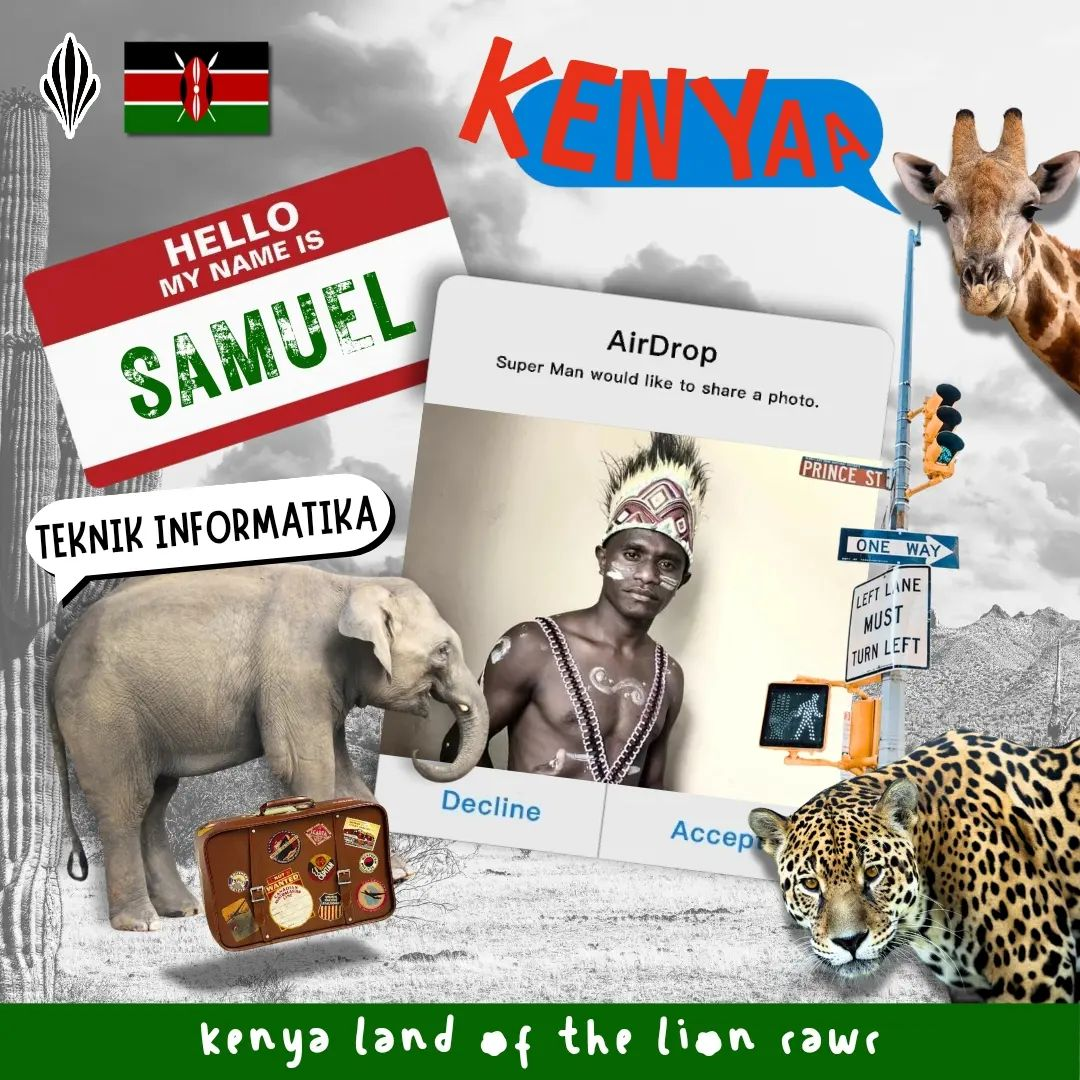 KENYAA
HELLO
MY NAME IS
SAMUEL
AirDrop
Super Man would like to share a photo.
PRINCE ST
TEKNIK INFORMATIKA
ONE WAY
LEFT LANE
MUST
TURN LEFT
Decline
Accep
WANTED
kenya land of the lion rawr